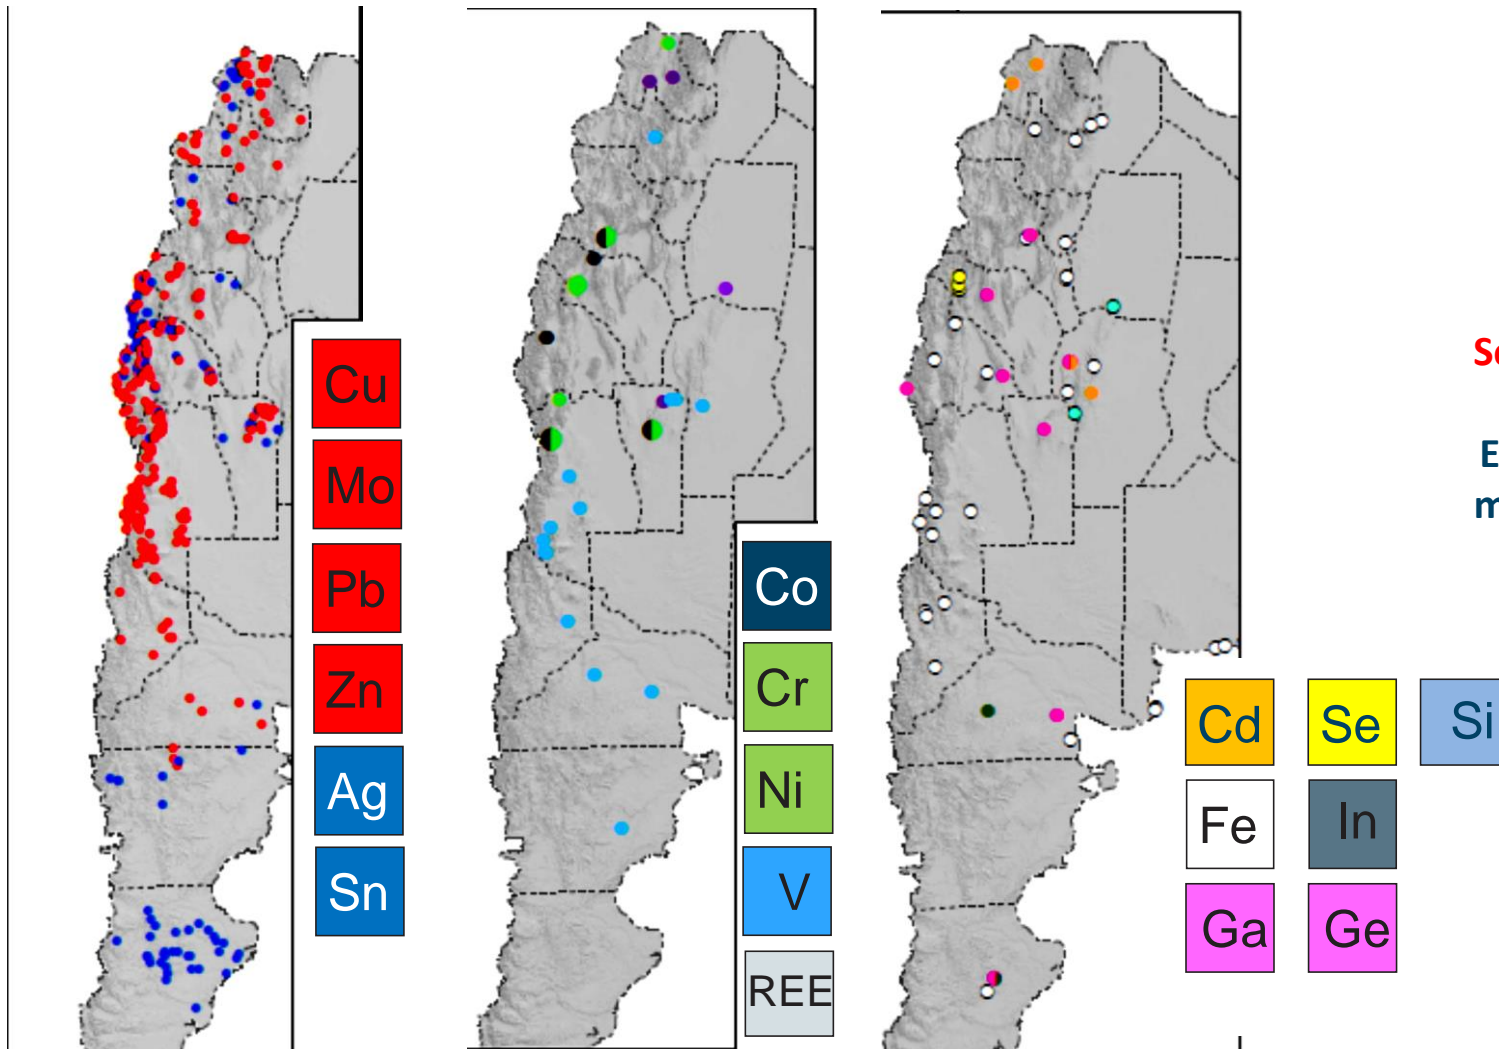 Cu
Mo
Pb
Zn
Ag
Sn
Co
Cr
Ni
V
REE
Cd Se Si
Fe In
Ga Ge